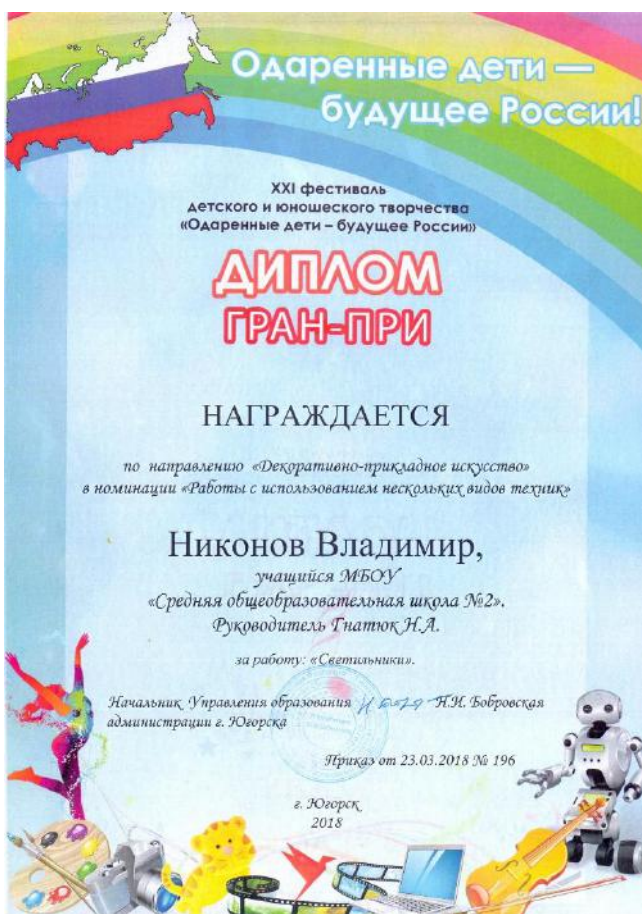 Одаренные дети —
будущее России!
XXI фестиваль
детского и юношеского творчества
«Одаренные дети – будущее России»
ДИПЛОМ
ГРАН-ПРИ
НАГРАЖДАЕТСЯ
по направлению «Декоративно-прикладное искусство»
в номинации «Работы с использованием нескольких видов техник»
Никонов Владимир,
учащийся МБОУ
«Средняя общеобразовательная школа №2».
Руководитель Гнатюк Н.А.
за работу: «Светильники».
Начальник Управления образования Н.И. Бобровская
администрации г. Югорска
Приказ от 23.03.2018 № 196
г. Югорск
2018